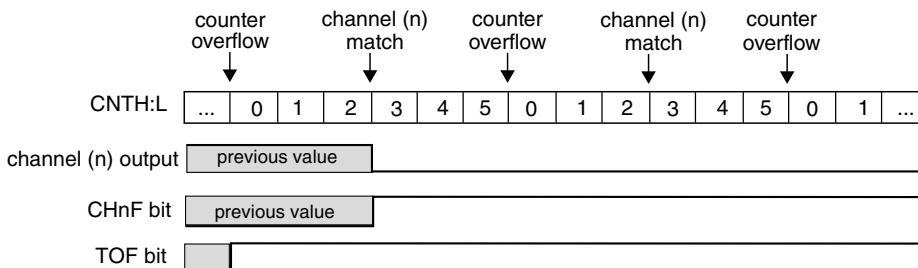 counter overflow
channel (n) match
counter overflow
channel (n) match
counter overflow
CNTH:L ... 0 1 2 3 4 5 0 1 2 3 4 5 0 1 ...
channel (n) output previous value
CHnF bit previous value
TOF bit